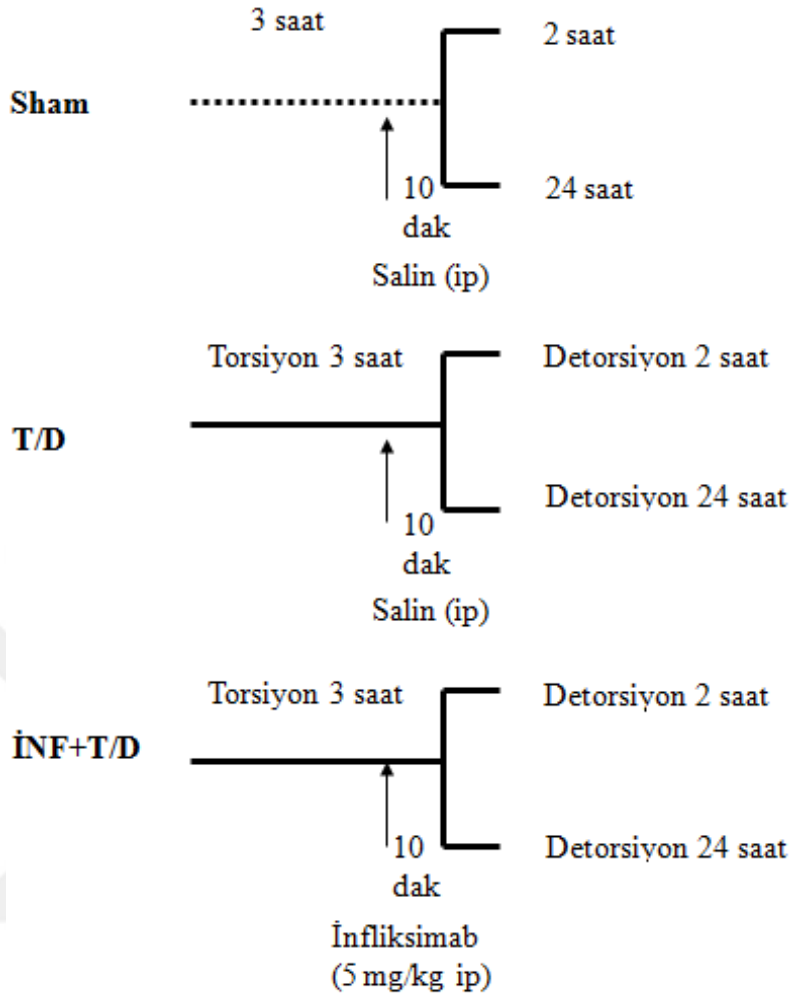 3 saat
2 saat
Sham
10
24 saat
dak
Salin (ip)
Torsiyon 3 saat
Detorsiyon 2 saat
T/D
Detorsiyon 24 saat
10
dak
Salin (ip)
Torsiyon 3 saat
Detorsiyon 2 saat
İNF+T/D
10
Detorsiyon 24 saat
dak
İnfliksimab
(5 mg/kg ip)